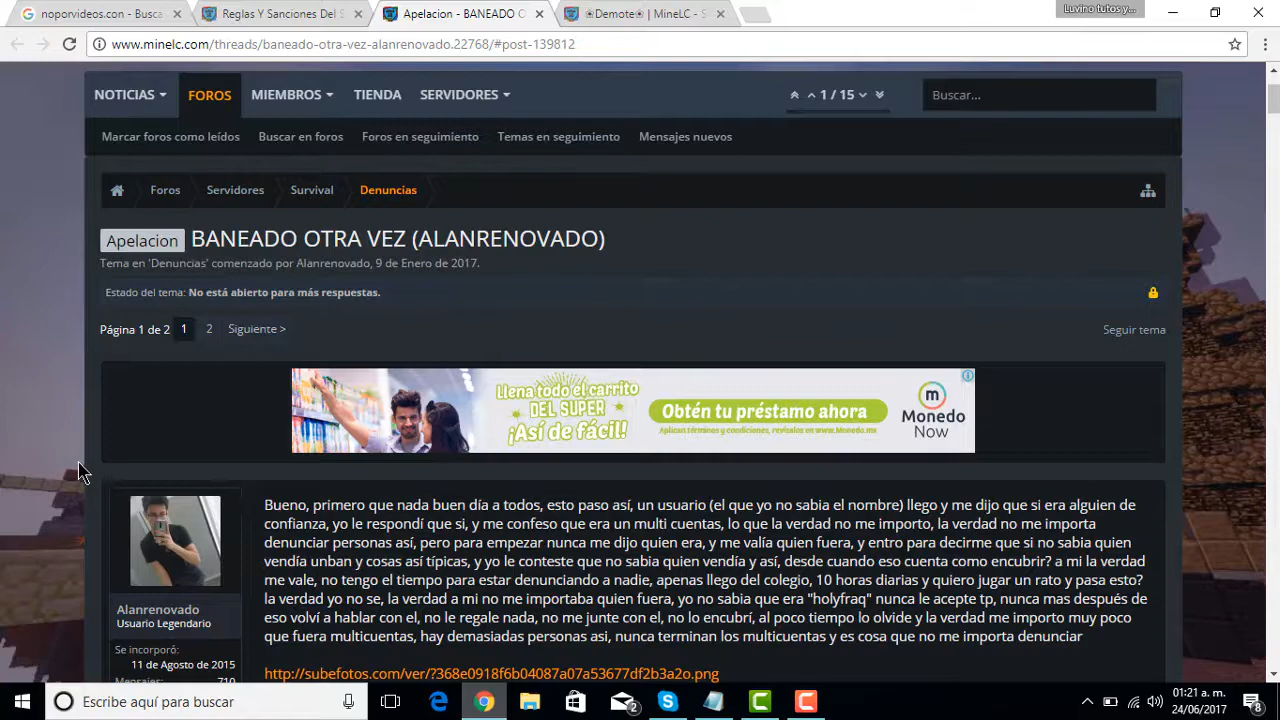 noporvideos.con - Busca
Reglas Y Sanciones Del S
Apelacion - BANEADO O
◉Demote◉ | MineLC - S
Luvino tutos y...
www.minelc.com/threads/baneado-otra-vez-alanrenovado.22768/#post-139812
NOTICIAS
FOROS
MIEMBROS
TIENDA
SERVIDORES
1 / 15
Buscar...
Marcar foros como leídos
Buscar en foros
Foros en seguimiento
Temas en seguimiento
Mensajes nuevos
Foros
Servidores
Survival
Denuncias
Apelacion BANEADO OTRA VEZ (ALANRENOVADO)
Tema en 'Denuncias' comenzado por Alanrenovado, 9 de Enero de 2017.
Estado del tema: No está abierto para más respuestas.
Página 1 de 2 1 2 Siguiente >
Seguir tema
Llena todo el carrito
DEL SUPER
¡Así de fácil!
Obtén tu préstamo ahora
Aplican términos y condiciones, revísalos en www.Monedo.mx
m
Monedo
Now
Bueno, primero que nada buen día a todos, esto paso así, un usuario (el que yo no sabia el nombre) llego y me dijo que si era alguien de
confianza, yo le respondí que si, y me confeso que era un multi cuentas, lo que la verdad no me importo, la verdad no me importa
denunciar personas así, pero para empezar nunca me dijo quien era, y me valía quien fuera, y entro para decirme que si no sabia quien
vendía unban y cosas así típicas, y yo le conteste que no sabia quien vendía y así, desde cuando eso cuenta como encubrir? a mi la verdad
me vale, no tengo el tiempo para estar denunciando a nadie, apenas llego del colegio, 10 horas diarias y quiero jugar un rato y pasa esto?
la verdad yo no se, la verdad a mi no me importaba quien fuera, yo no sabia que era "holyfraq" nunca le acepte tp, nunca mas después de
eso volví a hablar con el, no le regale nada, no me junte con el, no lo encubrí, al poco tiempo lo olvide y la verdad me importo muy poco
que fuera multicuentas, hay demasiadas personas asi, nunca terminan los multicuentas y es cosa que no me importa denunciar
http://subefotos.com/ver/?368e0918f6b04087a07a53677df2b3a2o.png
Alanrenovado
Usuario Legendario
Se incorporó:
11 de Agosto de 2015
Mensajes:
710
Escribe aquí para buscar
2
01:21 a. m.
24/06/2017
8